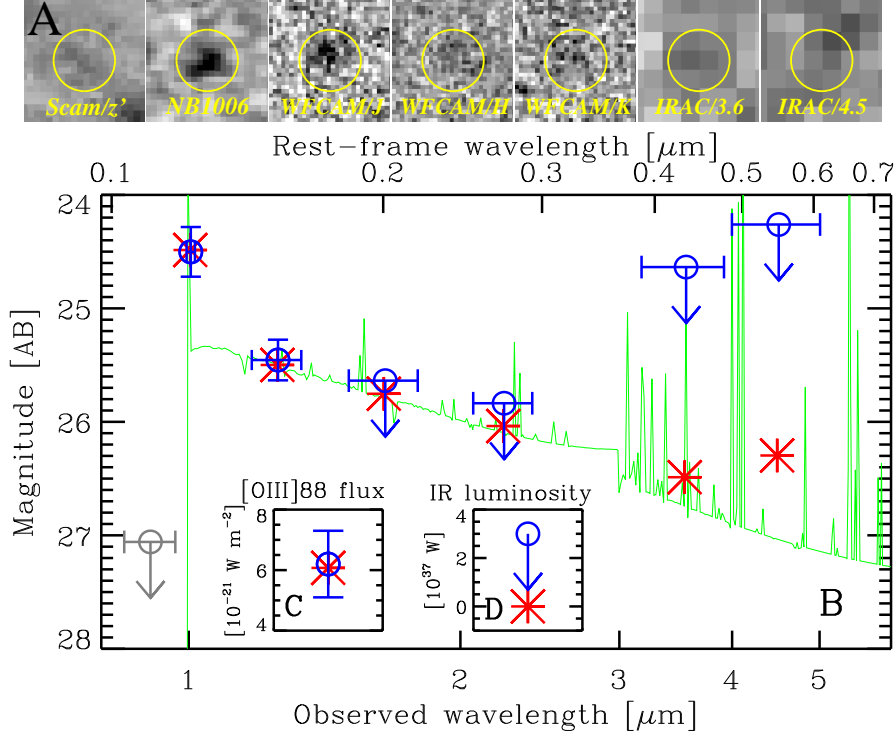 A
Scam/z' NB1006 WFCAM/J WFCAM/H WFCAM/K IRAC/3.6 IRAC/4.5
Rest-frame wavelength [μm]
0.1 0.2 0.3 0.4 0.5 0.6 0.7
24
25
26
27
28
Magnitude [AB]
[OIII]88 flux
8
6
4
[10⁻²¹ W m⁻²]
C
IR luminosity
4
2
0
[10³⁷ W]
D
B
1 2 3 4 5
Observed wavelength [μm]